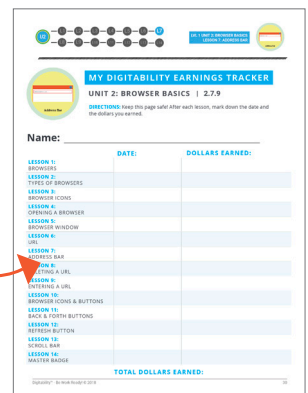 LV. 1 UNIT 2: BROWSER BASICS
LESSON 7: ADDRESS BAR
MY DIGITABILITY EARNINGS TRACKER
UNIT 2: BROWSER BASICS | 2.7.9
DIRECTIONS: Keep this page safe! After each lesson, mark down the date and
the dollars you earned.
Name:
DATE: DOLLARS EARNED:
LESSON 1:
BROWSERS
LESSON 2:
TYPES OF BROWSERS
LESSON 3:
BROWSER ICONS
LESSON 4:
OPENING A BROWSER
LESSON 5:
BROWSER WINDOW
LESSON 6:
URL
LESSON 7:
ADDRESS BAR
ON 8:
ETING A URL
LESSON 9:
ENTERING A URL
LESSON 10:
BROWSER ICONS & BUTTONS
LESSON 11:
BACK & FORTH BUTTONS
LESSON 12:
REFRESH BUTTON
LESSON 13:
SCROLL BAR
LESSON 14:
MASTER BADGE
TOTAL DOLLARS EARNED: